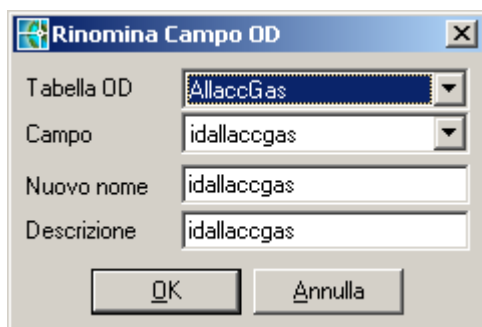 Rinomina Campo OD
Tabella OD AllaccGas
Campo idallaccgas
Nuovo nome idallaccgas
Descrizione idallaccgas
OK Annulla